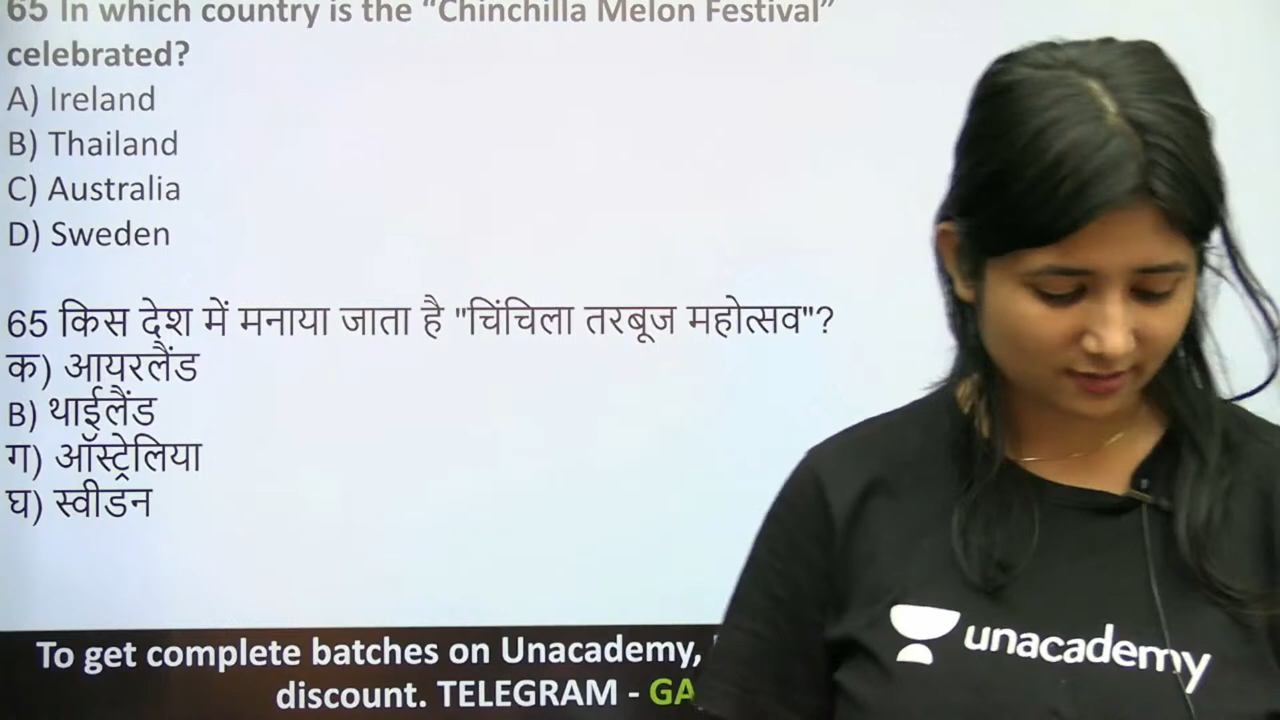 65 In which country is the “Chinchilla Melon Festival”
celebrated?
A) Ireland
B) Thailand
C) Australia
D) Sweden
65 किस देश में मनाया जाता है "चिंचिला तरबूज महोत्सव"?
क) आयरलैंड
B) थाईलैंड
ग) ऑस्ट्रेलिया
घ) स्वीडन
To get complete batches on Unacademy,
discount. TELEGRAM - GA
unacademy